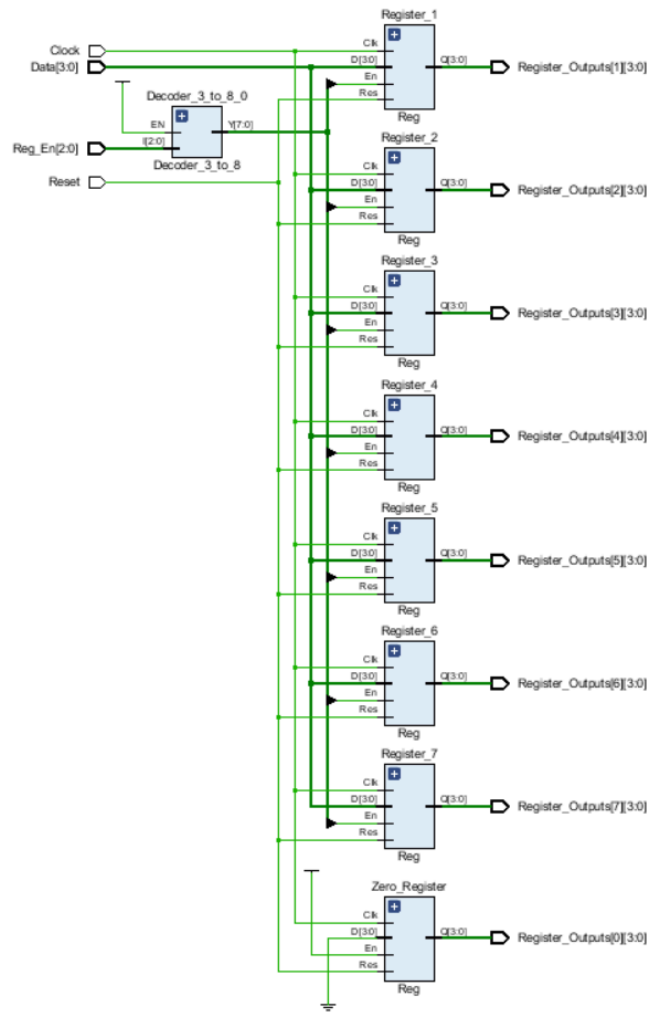 Register_1
Clock
Clk
Data[3:0]
D[3:0]
Q[3:0]
Register_Outputs[1][3:0]
En
Decoder_3_to_8_0
Res
EN
Y[7:0]
Reg
Reg_En[2:0]
I[2:0]
Decoder_3_to_8
Register_2
Reset
Clk
D[3:0]
Q[3:0]
Register_Outputs[2][3:0]
En
Res
Reg
Register_3
Clk
D[3:0]
Q[3:0]
Register_Outputs[3][3:0]
En
Res
Reg
Register_4
Clk
D[3:0]
Q[3:0]
Register_Outputs[4][3:0]
En
Res
Reg
Register_5
Clk
D[3:0]
Q[3:0]
Register_Outputs[5][3:0]
En
Res
Reg
Register_6
Clk
D[3:0]
Q[3:0]
Register_Outputs[6][3:0]
En
Res
Reg
Register_7
Clk
D[3:0]
Q[3:0]
Register_Outputs[7][3:0]
En
Res
Reg
Zero_Register
Clk
D[3:0]
Q[3:0]
Register_Outputs[0][3:0]
En
Res
Reg